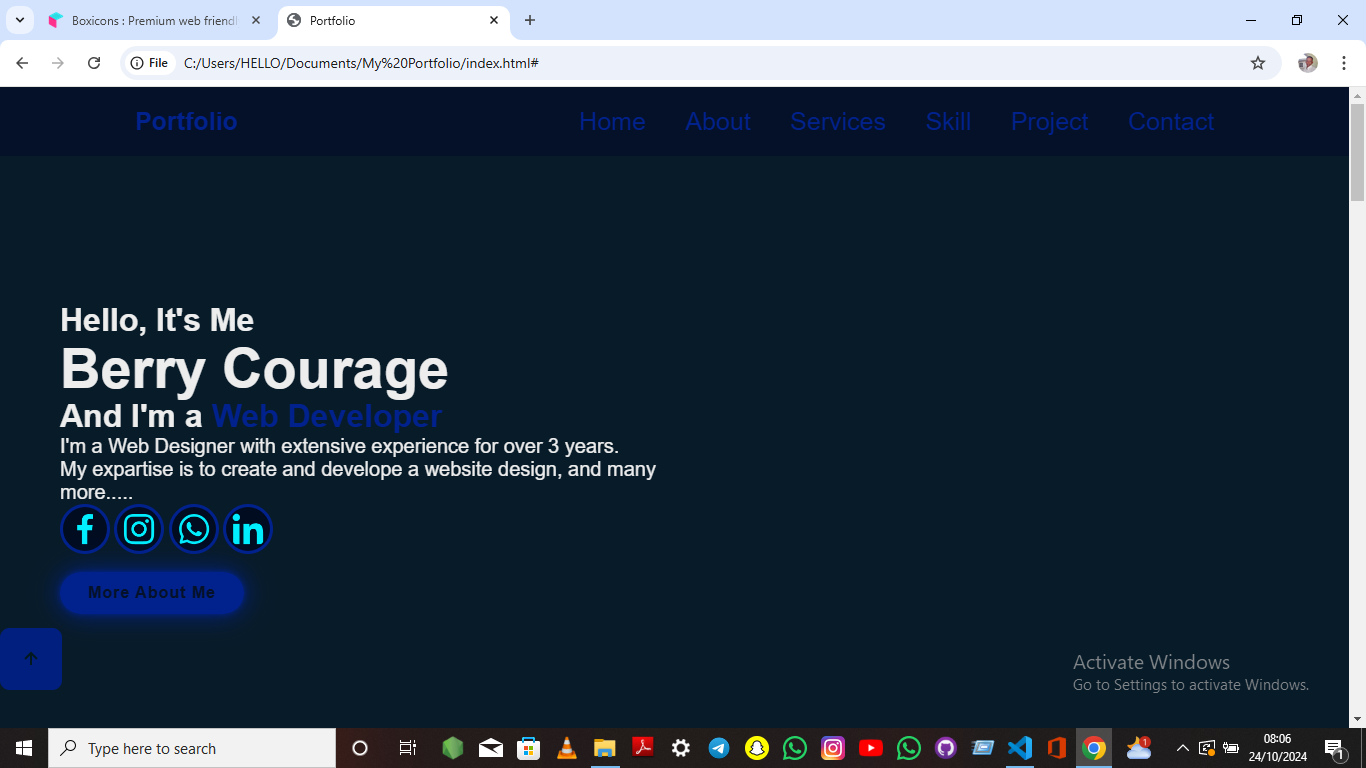 Boxicons : Premium web friendl
Portfolio
File
C:/Users/HELLO/Documents/My%20Portfolio/index.html#
Portfolio Home About Services Skill Project Contact
Hello, It's Me
Berry Courage
And I'm a Web Developer
I'm a Web Designer with extensive experience for over 3 years.
My expartise is to create and develope a website design, and many
more.....
More About Me
Activate Windows
Go to Settings to activate Windows.
Type here to search
1
08:06
24/10/2024
1